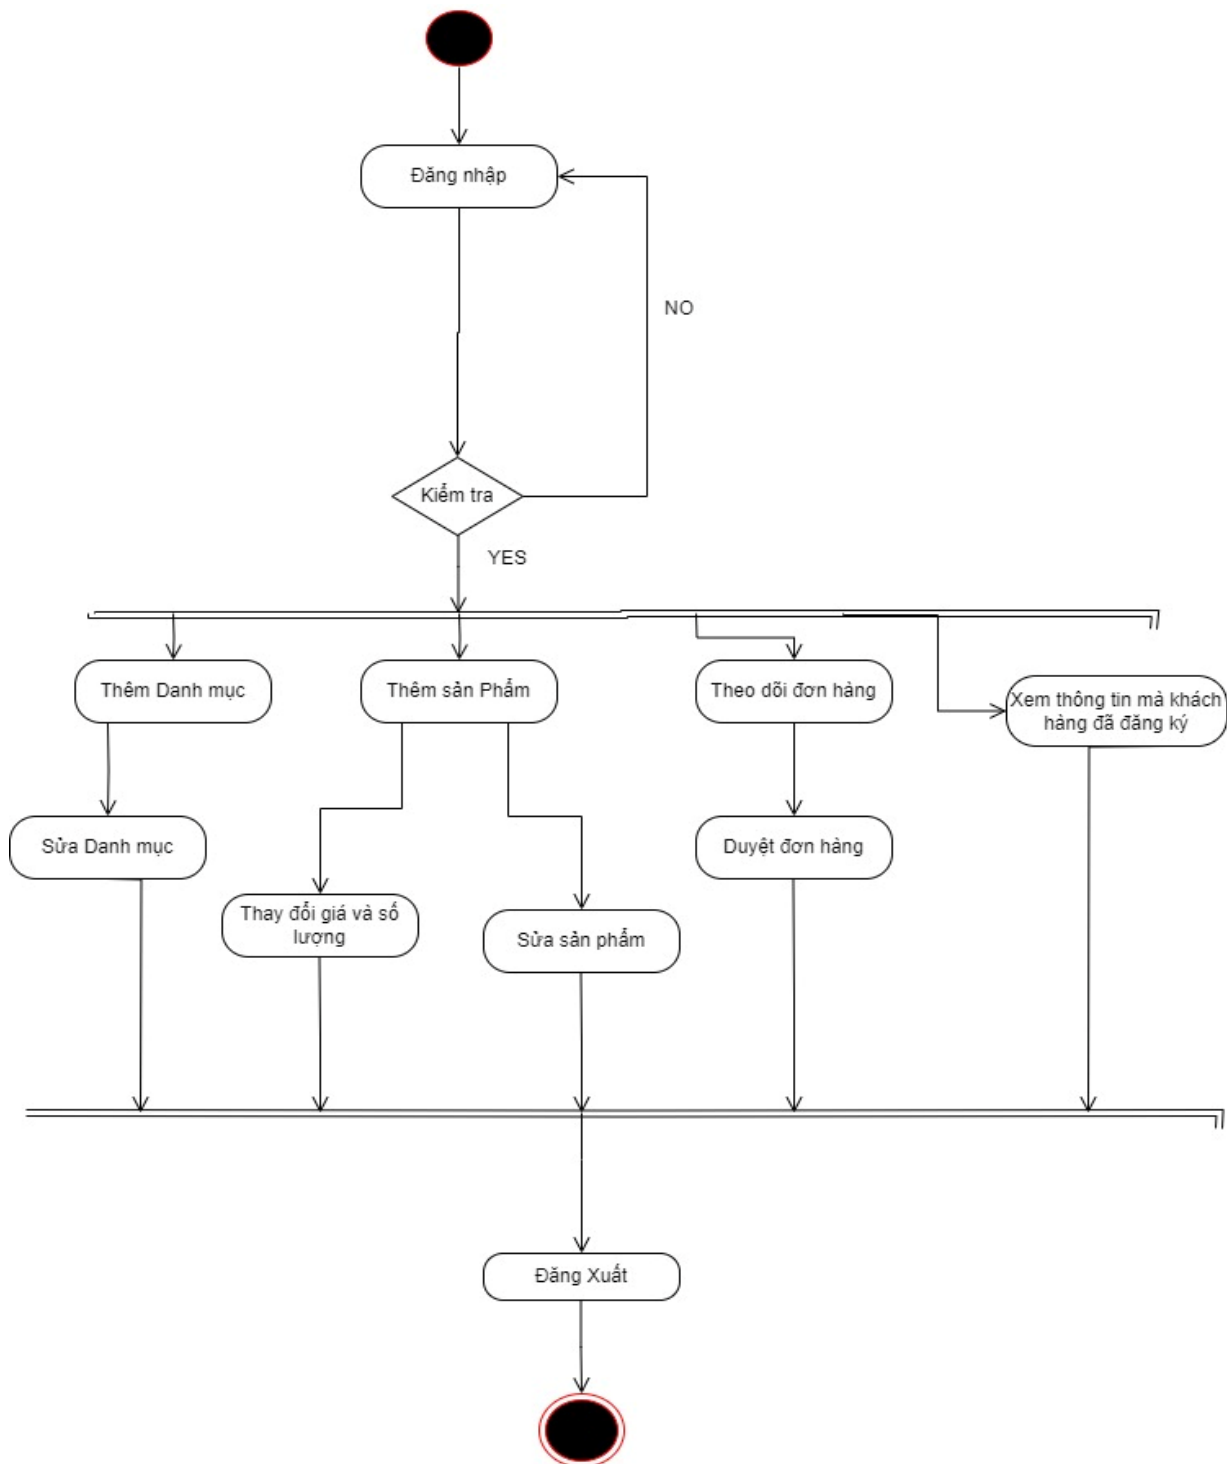 Đăng nhập
NO
Kiểm tra
YES
Thêm Danh mục
Thêm sản Phẩm
Theo dõi đơn hàng
Xem thông tin mà khách
hàng đã đăng ký
Sửa Danh mục
Duyệt đơn hàng
Thay đổi giá và số
lượng
Sửa sản phẩm
Đăng Xuất